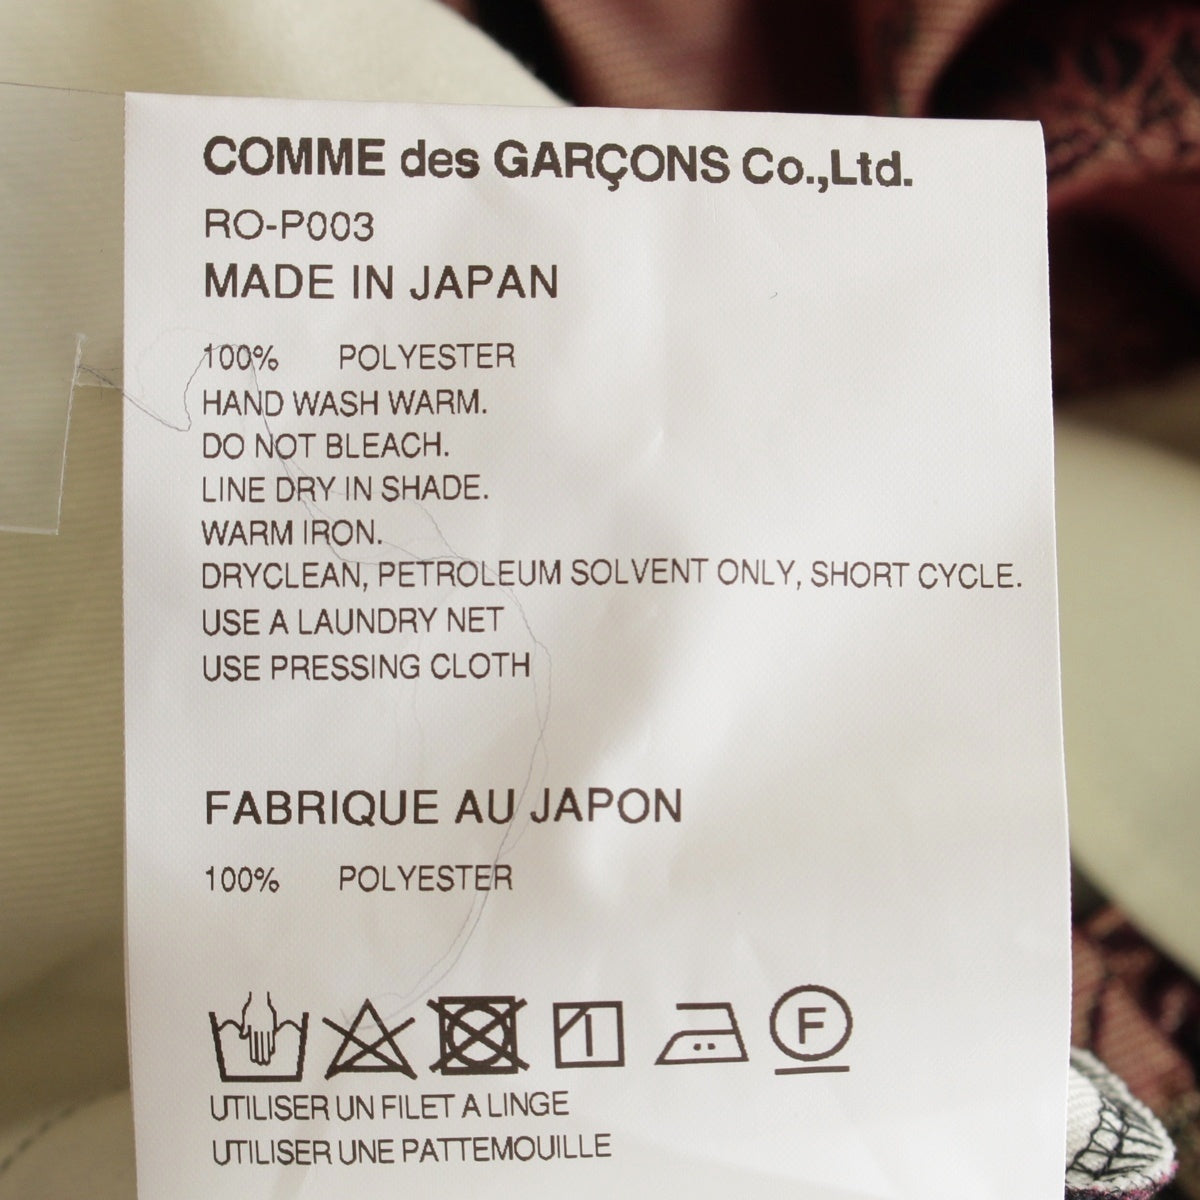 COMME des GARÇONS Co.,Ltd.
RO-P003
MADE IN JAPAN
100% POLYESTER
HAND WASH WARM.
DO NOT BLEACH.
LINE DRY IN SHADE.
WARM IRON.
DRYCLEAN, PETROLEUM SOLVENT ONLY, SHORT CYCLE.
USE A LAUNDRY NET
USE PRESSING CLOTH
FABRIQUE AU JAPON
100% POLYESTER
F
UTILISER UN FILET A LINGE
UTILISER UNE PATTEMOUILLE